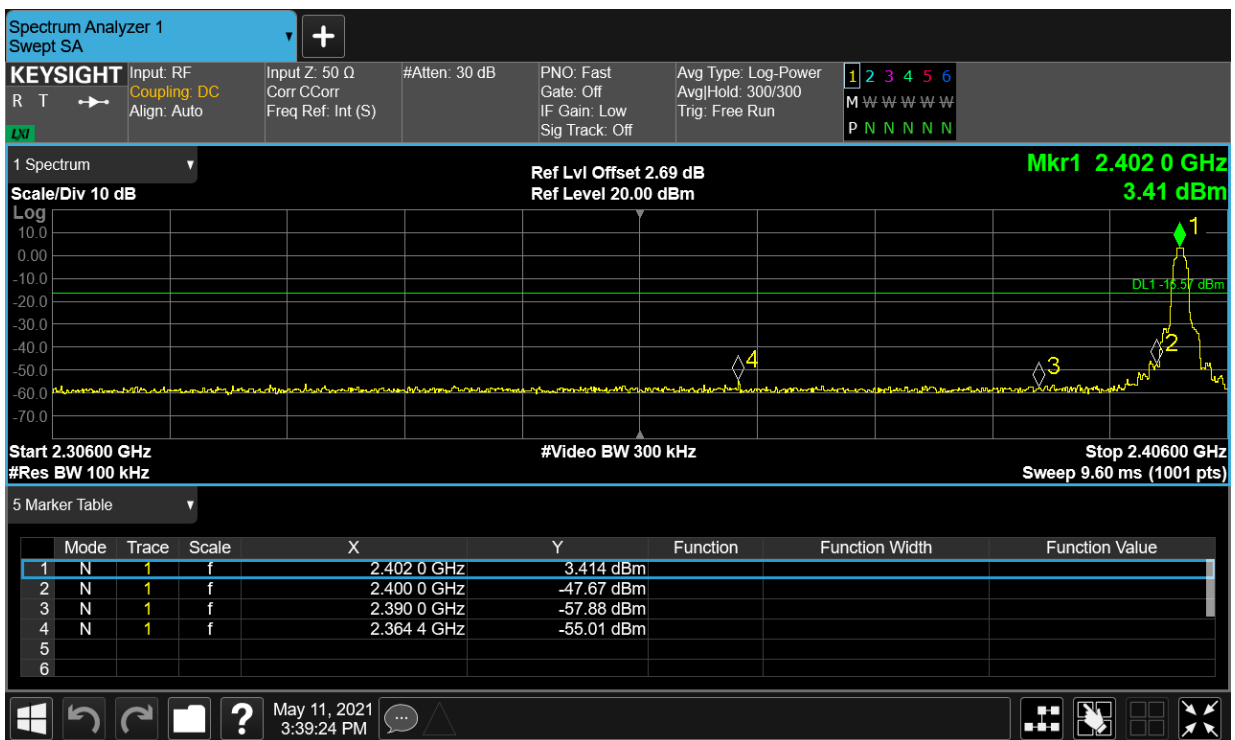 Spectrum Analyzer 1
Swept SA
▼
+
KEYSIGHT
R T
LXI
Input: RF
Coupling: DC
Align: Auto
Input Z: 50 Ω
Corr CCorr
Freq Ref: Int (S)
#Atten: 30 dB
PNO: Fast
Gate: Off
IF Gain: Low
Sig Track: Off
Avg Type: Log-Power
Avg|Hold: 300/300
Trig: Free Run
1 2 3 4 5 6
M W W W W W
P N N N N N
1 Spectrum ▼
Scale/Div 10 dB
Ref Lvl Offset 2.69 dB
Ref Level 20.00 dBm
Mkr1 2.402 0 GHz
3.41 dBm
Log
10.0
0.00
-10.0
-20.0
-30.0
-40.0
-50.0
-60.0
-70.0
1
DL1 -16.57 dBm
2
3
4
Start 2.30600 GHz
#Res BW 100 kHz
#Video BW 300 kHz
Stop 2.40600 GHz
Sweep 9.60 ms (1001 pts)
5 Marker Table ▼
Mode Trace Scale X Y Function Function Width Function Value
1 N 1 f 2.402 0 GHz 3.414 dBm
2 N 1 f 2.400 0 GHz -47.67 dBm
3 N 1 f 2.390 0 GHz -57.88 dBm
4 N 1 f 2.364 4 GHz -55.01 dBm
5
6
?
May 11, 2021
3:39:24 PM